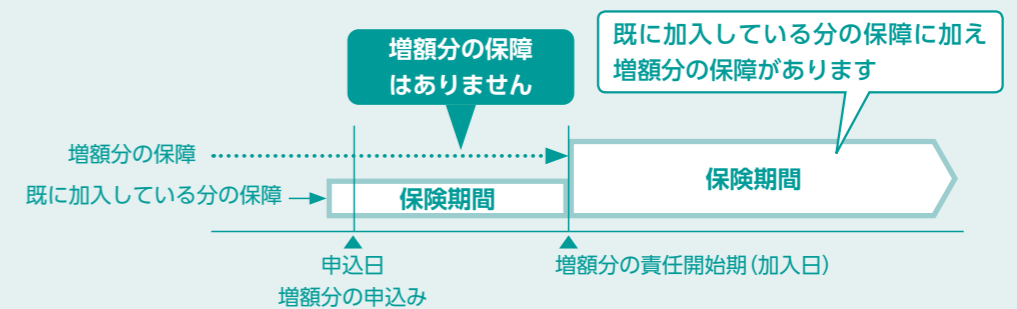 増額分の保障
はありません
既に加入している分の保障に加え
増額分の保障があります
増額分の保障
既に加入している分の保障
保険期間
保険期間
申込日
増額分の申込み
増額分の責任開始期(加入日)